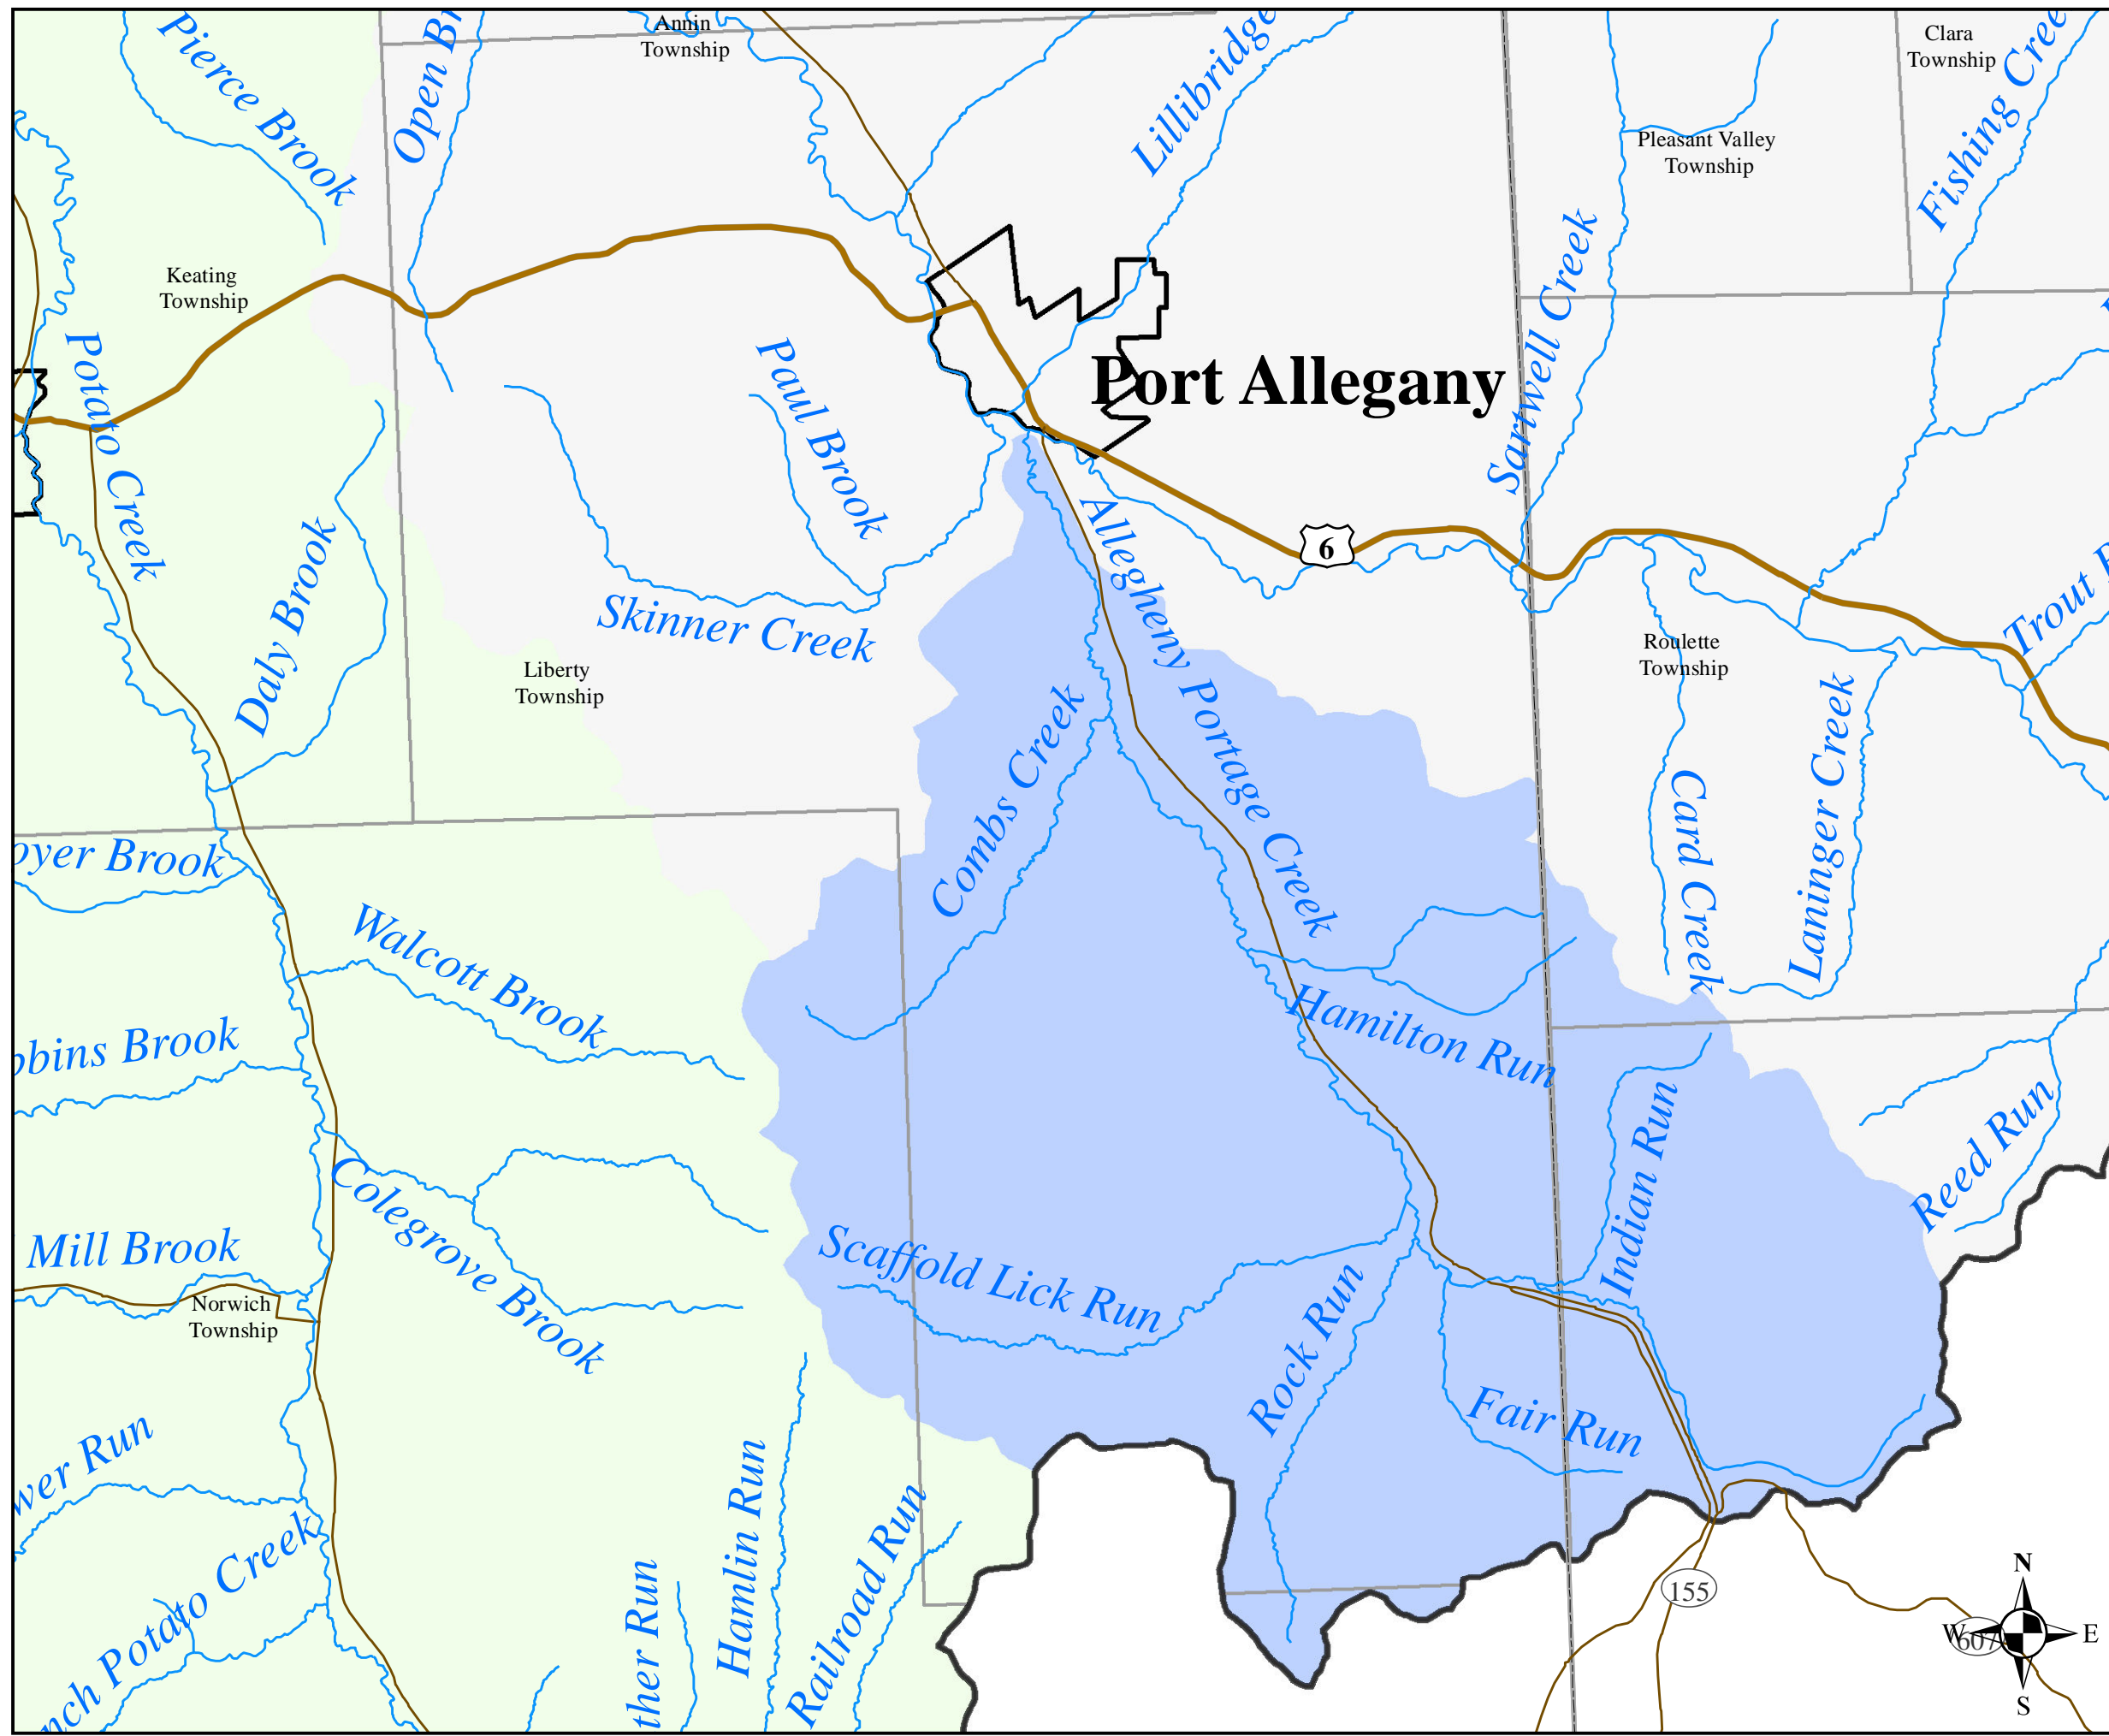 Annin
Township
Clara
Township
Pierce Brook
Open Br
Lillibridge
Fishing Cree
Pleasant Valley
Township
Keating
Township
Sartwell Creek
Potato Creek
Paul Brook
Port Allegany
6
Daly Brook
Skinner Creek
Allegheny Portage Creek
Liberty
Township
Roulette
Township
Trout
Combs Creek
Card Creek
Laninger Creek
oyer Brook
Walcott Brook
Hamilton Run
bbins Brook
Indian Run
Reed Run
Colegrove Brook
Mill Brook
Scaffold Lick Run
Norwich
Township
Rock Run
Fair Run
wer Run
Hamlin Run
Railroad Run
nch Potato Creek
ther Run
155
607
N
W
E
S